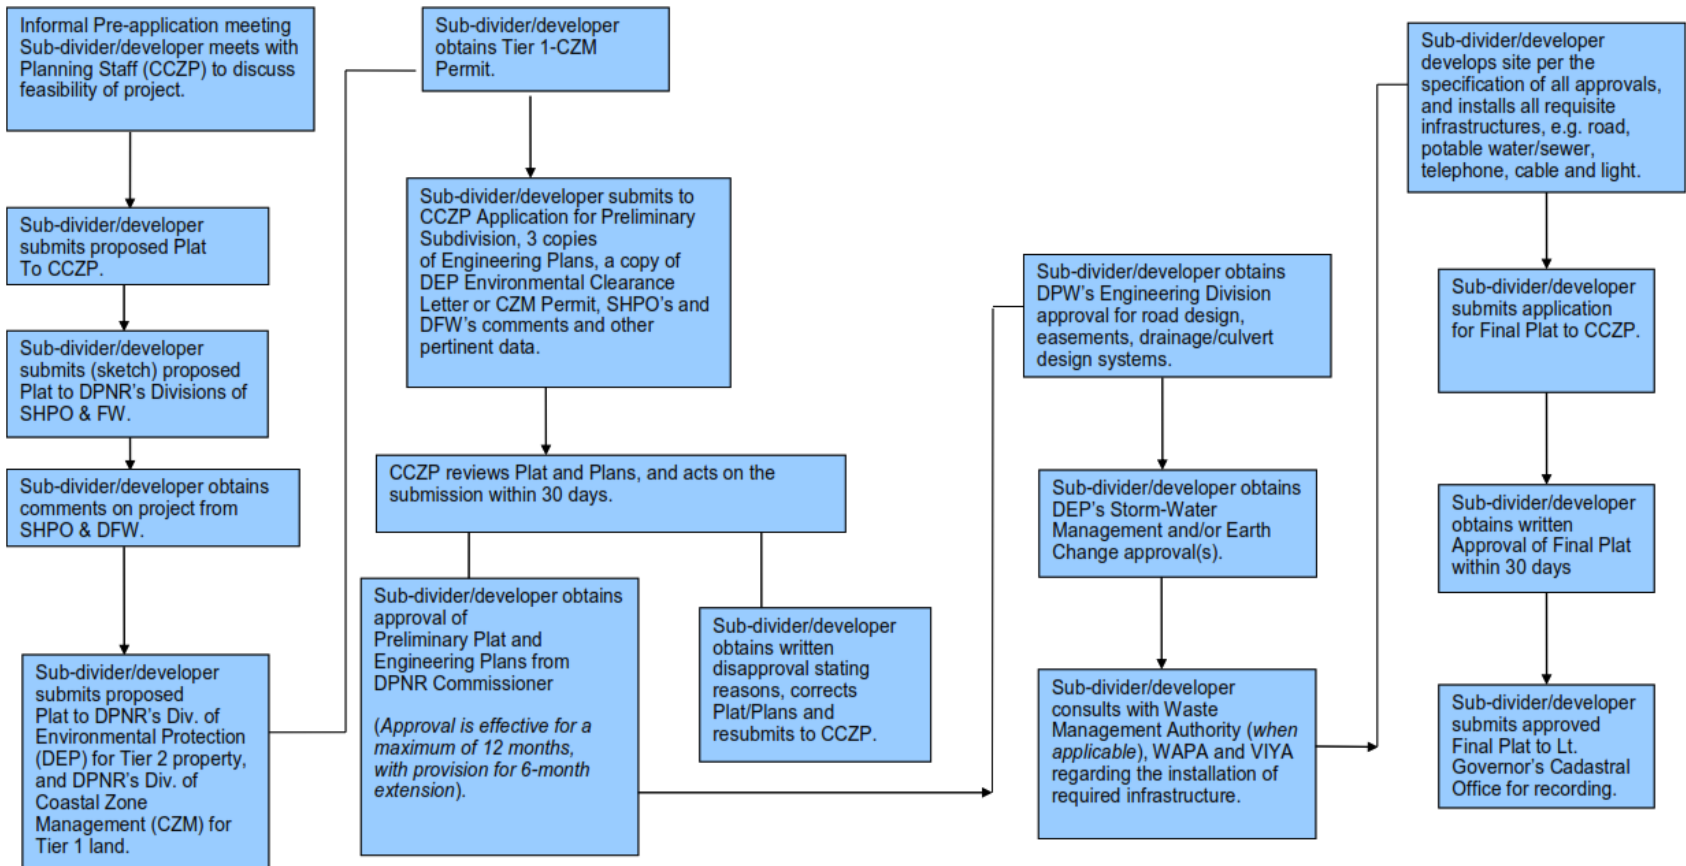 Informal Pre-application meeting
Sub-divider/developer meets with
Planning Staff (CCZP) to discuss
feasibility of project.
Sub-divider/developer
submits proposed Plat
To CCZP.
Sub-divider/developer
submits (sketch) proposed
Plat to DPNR's Divisions of
SHPO & FW.
Sub-divider/developer obtains
comments on project from
SHPO & DFW.
Sub-divider/developer
submits proposed
Plat to DPNR's Div. of
Environmental Protection
(DEP) for Tier 2 property,
and DPNR's Div. of
Coastal Zone
Management (CZM) for
Tier 1 land.
Sub-divider/developer
obtains Tier 1-CZM
Permit.
Sub-divider/developer submits to
CCZP Application for Preliminary
Subdivision, 3 copies
of Engineering Plans, a copy of
DEP Environmental Clearance
Letter or CZM Permit, SHPO's and
DFW's comments and other
pertinent data.
CCZP reviews Plat and Plans, and acts on the
submission within 30 days.
Sub-divider/developer obtains
approval of
Preliminary Plat and
Engineering Plans from
DPNR Commissioner
(Approval is effective for a
maximum of 12 months,
with provision for 6-month
extension).
Sub-divider/developer
obtains written
disapproval stating
reasons, corrects
Plat/Plans and
resubmits to CCZP.
Sub-divider/developer obtains
DPW's Engineering Division
approval for road design,
easements, drainage/culvert
design systems.
Sub-divider/developer obtains
DEP's Storm-Water
Management and/or Earth
Change approval(s).
Sub-divider/developer
consults with Waste
Management Authority (when
applicable), WAPA and VIYA
regarding the installation of
required infrastructure.
Sub-divider/developer
develops site per the
specification of all approvals,
and installs all requisite
infrastructures, e.g. road,
potable water/sewer,
telephone, cable and light.
Sub-divider/developer
submits application
for Final Plat to CCZP.
Sub-divider/developer
obtains written
Approval of Final Plat
within 30 days
Sub-divider/developer
submits approved
Final Plat to Lt.
Governor's Cadastral
Office for recording.